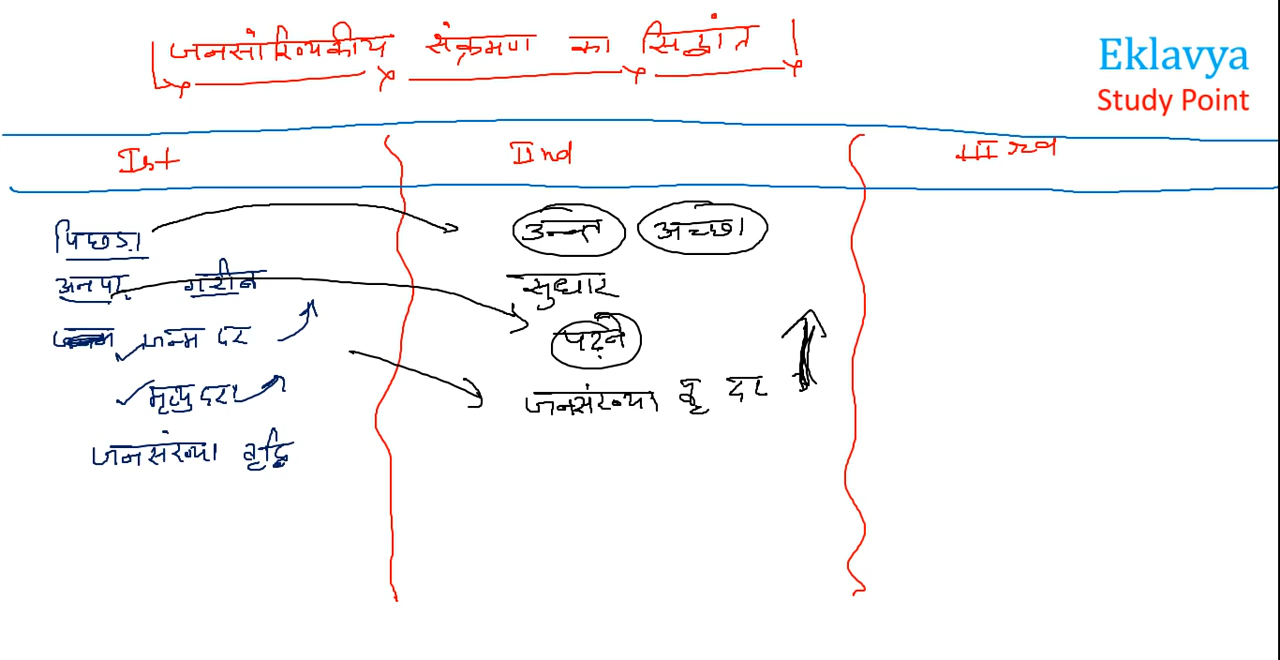 जनसांख्यिकीय संक्रमण का सिद्धांत
Eklavya
Study Point
Ist
IInd
III rd
पिछड़ा
उन्नत अच्छा
अनपढ़ गरीब
सुधार
जन्म दर
पढ़ने
मृत्यु दर
जनसंख्या वृ दर
जनसंख्या वृद्धि